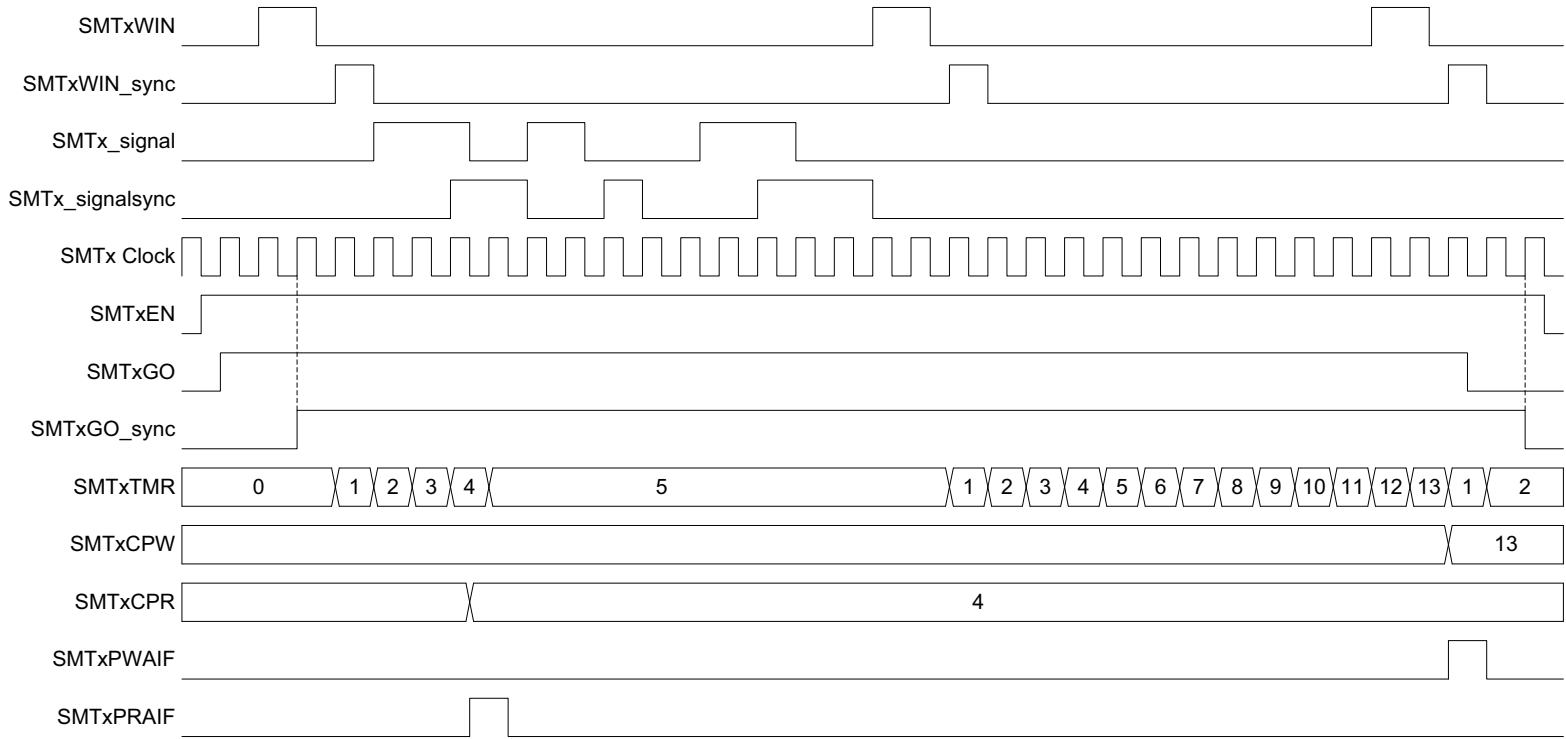 SMTxWIN
SMTxWIN_sync
SMTx_signal
SMTx_signalsync
SMTx Clock
SMTxEN
SMTxGO
SMTxGO_sync
SMTxTMR 0 1 2 3 4 5 1 2 3 4 5 6 7 8 9 10 11 12 13 1 2
SMTxCPW 13
SMTxCPR 4
SMTxPWAIF
SMTxPRAIF